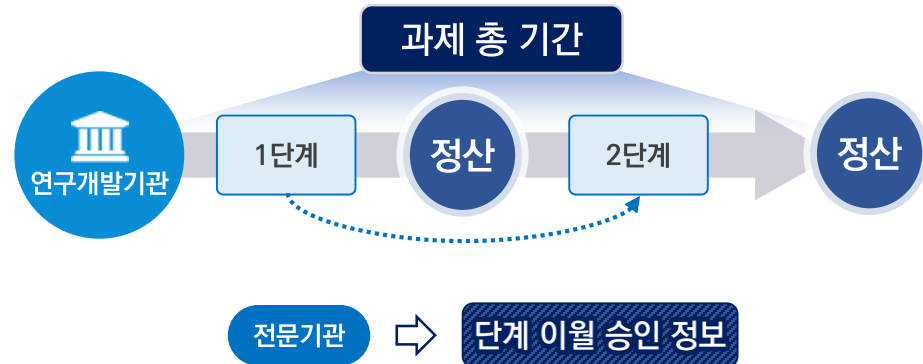 과제 총 기간
연구개발기관
1단계
정산
2단계
정산
전문기관
단계 이월 승인 정보